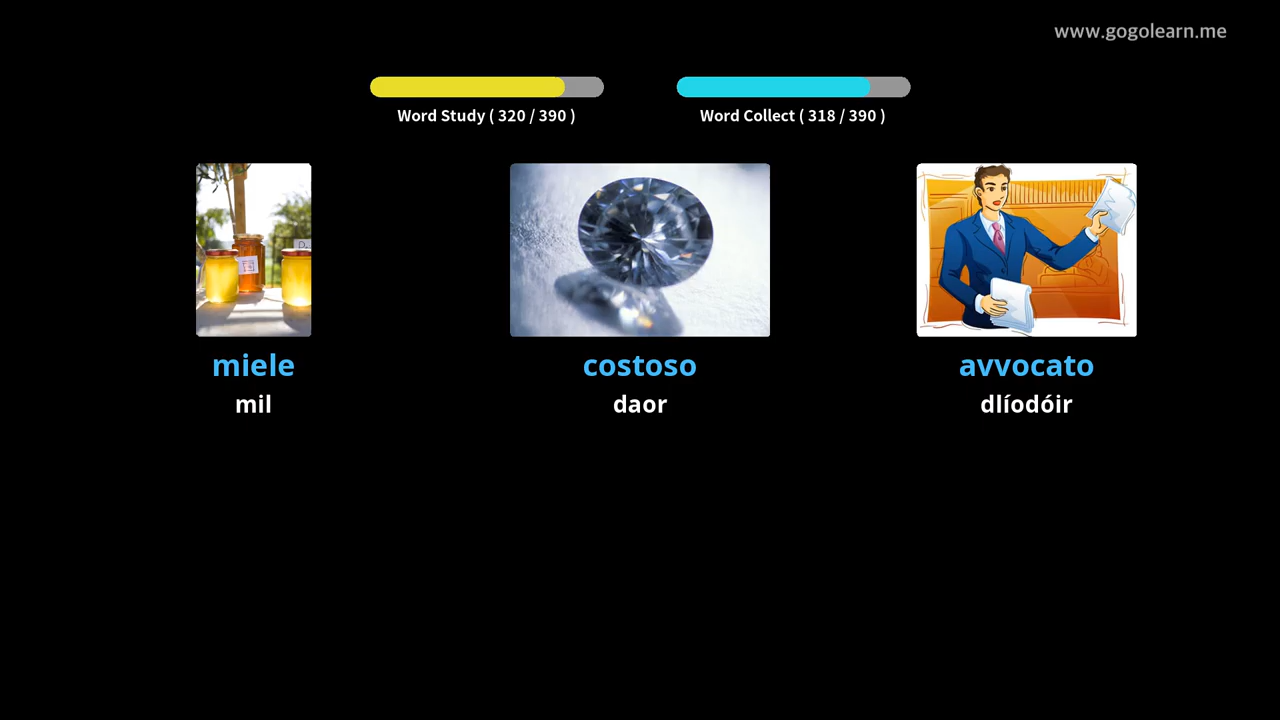 www.gogolearn.me
Word Study ( 320 / 390 )
Word Collect ( 318 / 390 )
miele
costoso
avvocato
mil
daor
dlíodóir